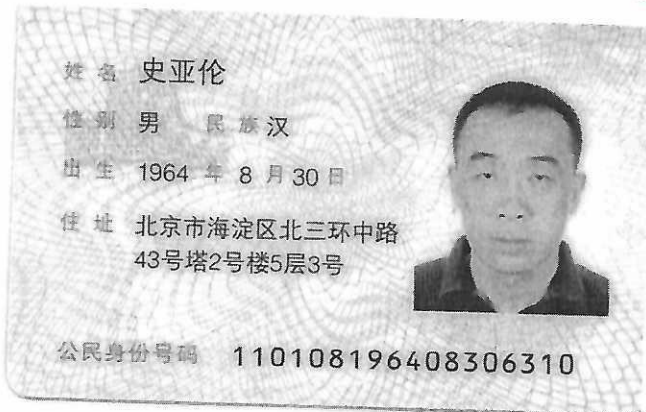 姓名 史亚伦
性别 男 民族 汉
出生 1964 年 8 月 30 日
住址 北京市海淀区北三环中路
43号塔2号楼5层3号
公民身份号码 110108196408306310